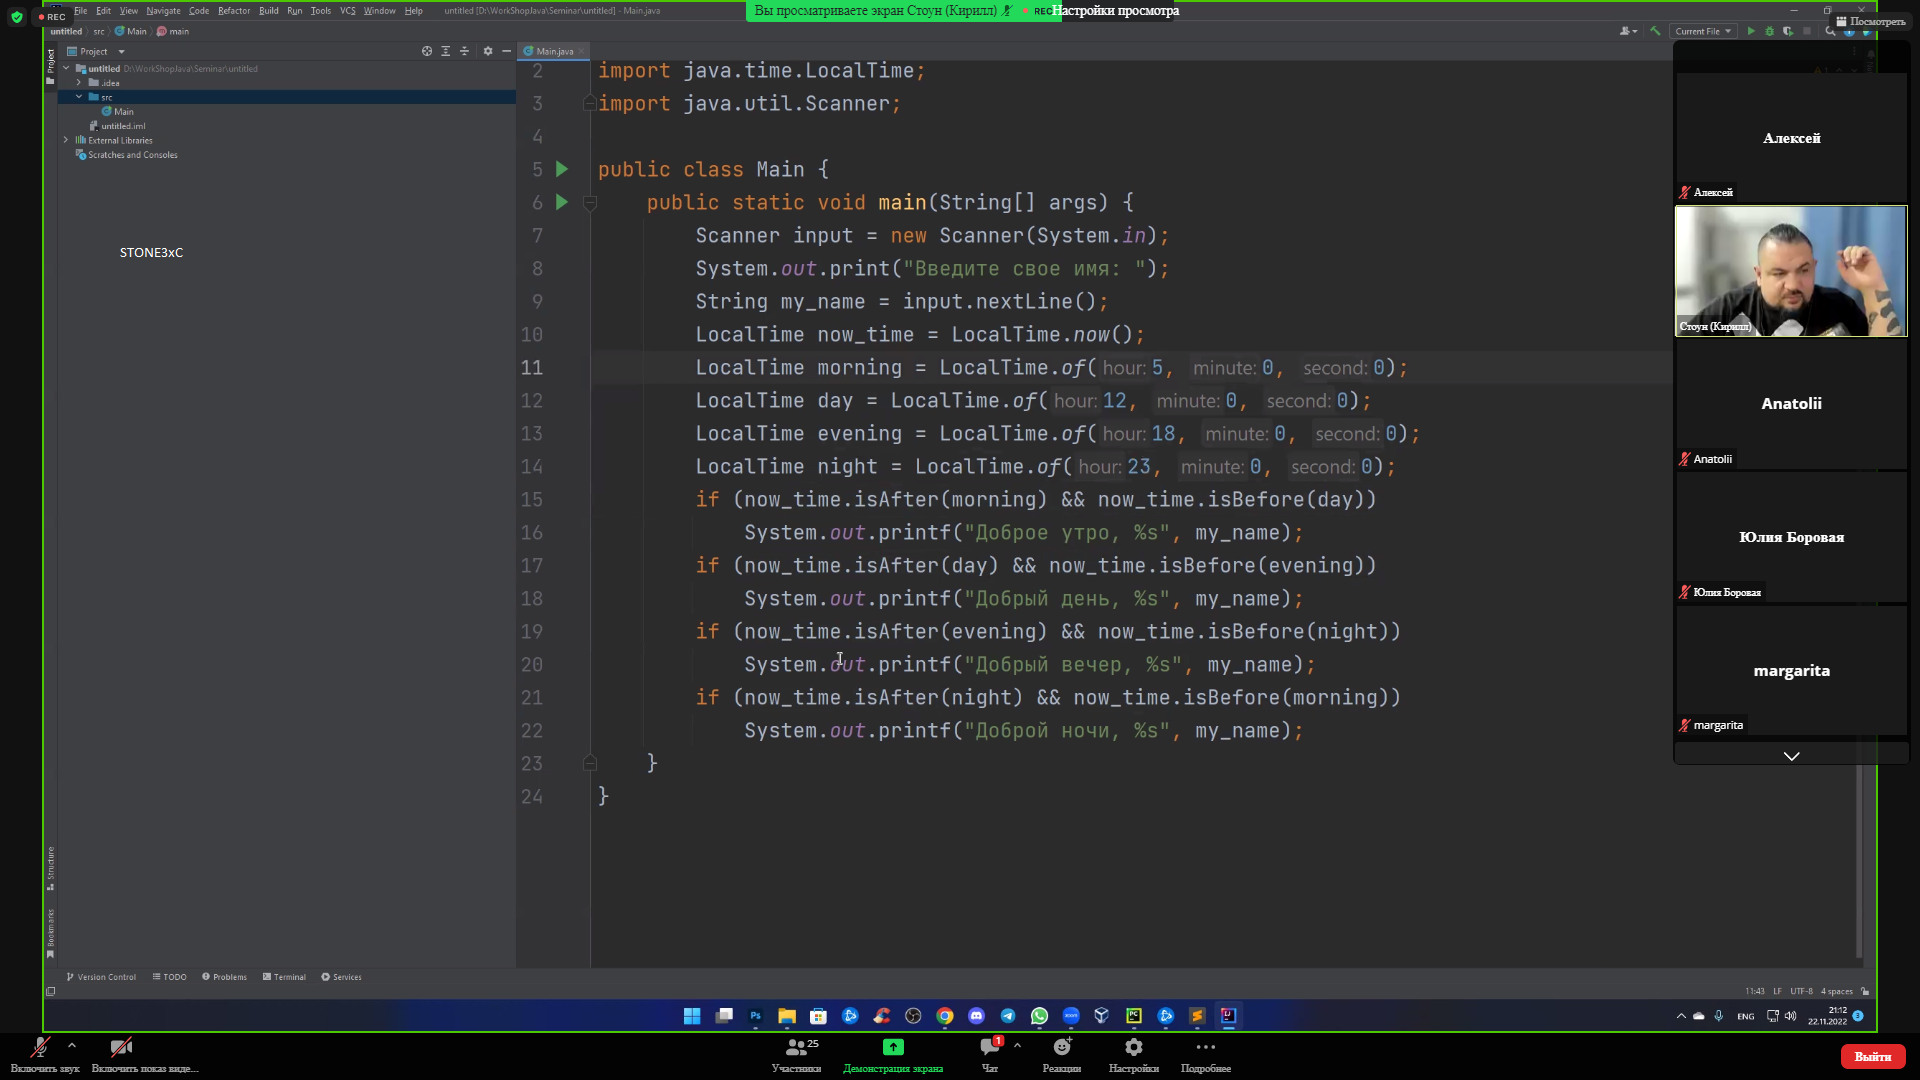 REC
Вы просматриваете экран Стоун (Кирилл)
REC
Настройки просмотра
Посмотреть
File Edit View Navigate Code Refactor Build Run Tools VCS Window Help
untitled [D:\WorkShopJava\Seminar\untitled] - Main.java
untitled src Main main
Current File
Project
Project
untitled D:\WorkShopJava\Seminar\untitled
.idea
src
Main
untitled.iml
External Libraries
Scratches and Consoles
STONE3xC
Structure
Bookmarks
Main.java
2 import java.time.LocalTime;
3 import java.util.Scanner;
4
5 public class Main {
6 public static void main(String[] args) {
7 Scanner input = new Scanner(System.in);
8 System.out.print("Введите свое имя: ");
9 String my_name = input.nextLine();
10 LocalTime now_time = LocalTime.now();
11 LocalTime morning = LocalTime.of( hour: 5, minute: 0, second: 0);
12 LocalTime day = LocalTime.of( hour: 12, minute: 0, second: 0);
13 LocalTime evening = LocalTime.of( hour: 18, minute: 0, second: 0);
14 LocalTime night = LocalTime.of( hour: 23, minute: 0, second: 0);
15 if (now_time.isAfter(morning) && now_time.isBefore(day))
16 System.out.printf("Доброе утро, %s", my_name);
17 if (now_time.isAfter(day) && now_time.isBefore(evening))
18 System.out.printf("Добрый день, %s", my_name);
19 if (now_time.isAfter(evening) && now_time.isBefore(night))
20 System.out.printf("Добрый вечер, %s", my_name);
21 if (now_time.isAfter(night) && now_time.isBefore(morning))
22 System.out.printf("Доброй ночи, %s", my_name);
23 }
24 }
Алексей
Алексей
Стоун (Кирилл)
Anatolii
Anatolii
Юлия Боровая
Юлия Боровая
margarita
margarita
Version Control TODO Problems Terminal Services
11:43 LF UTF-8 4 spaces
Ps
zoom
ENG
21:12
22.11.2022
3
Включить звук
Включить показ виде...
25
Участники
Демонстрация экрана
1
Чат
Реакции
Настройки
Подробнее
Выйти